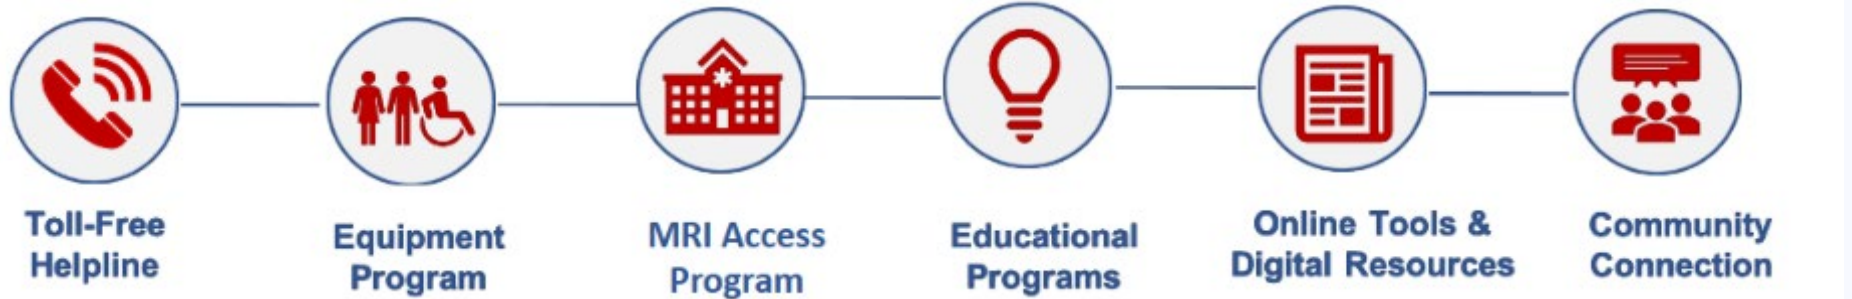 Toll-Free
Helpline
Equipment
Program
MRI Access
Program
Educational
Programs
Online Tools &
Digital Resources
Community
Connection